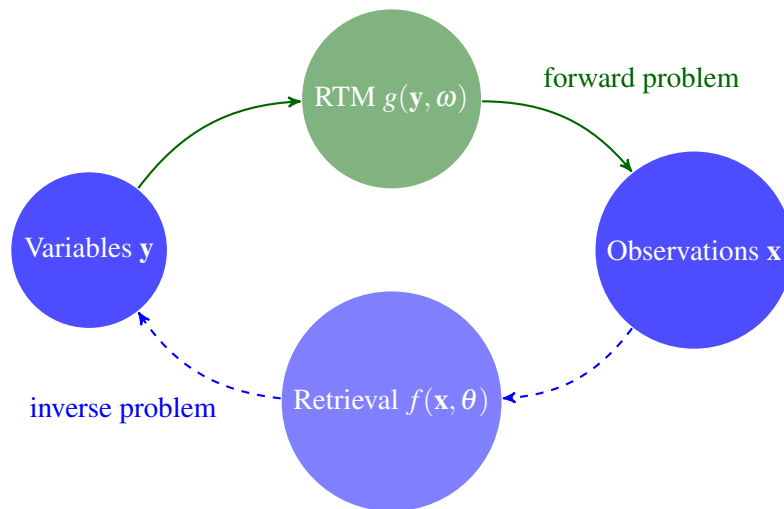 RTM g(y, ω)
forward problem
Variables y
Observations x
Retrieval f(x, θ)
inverse problem